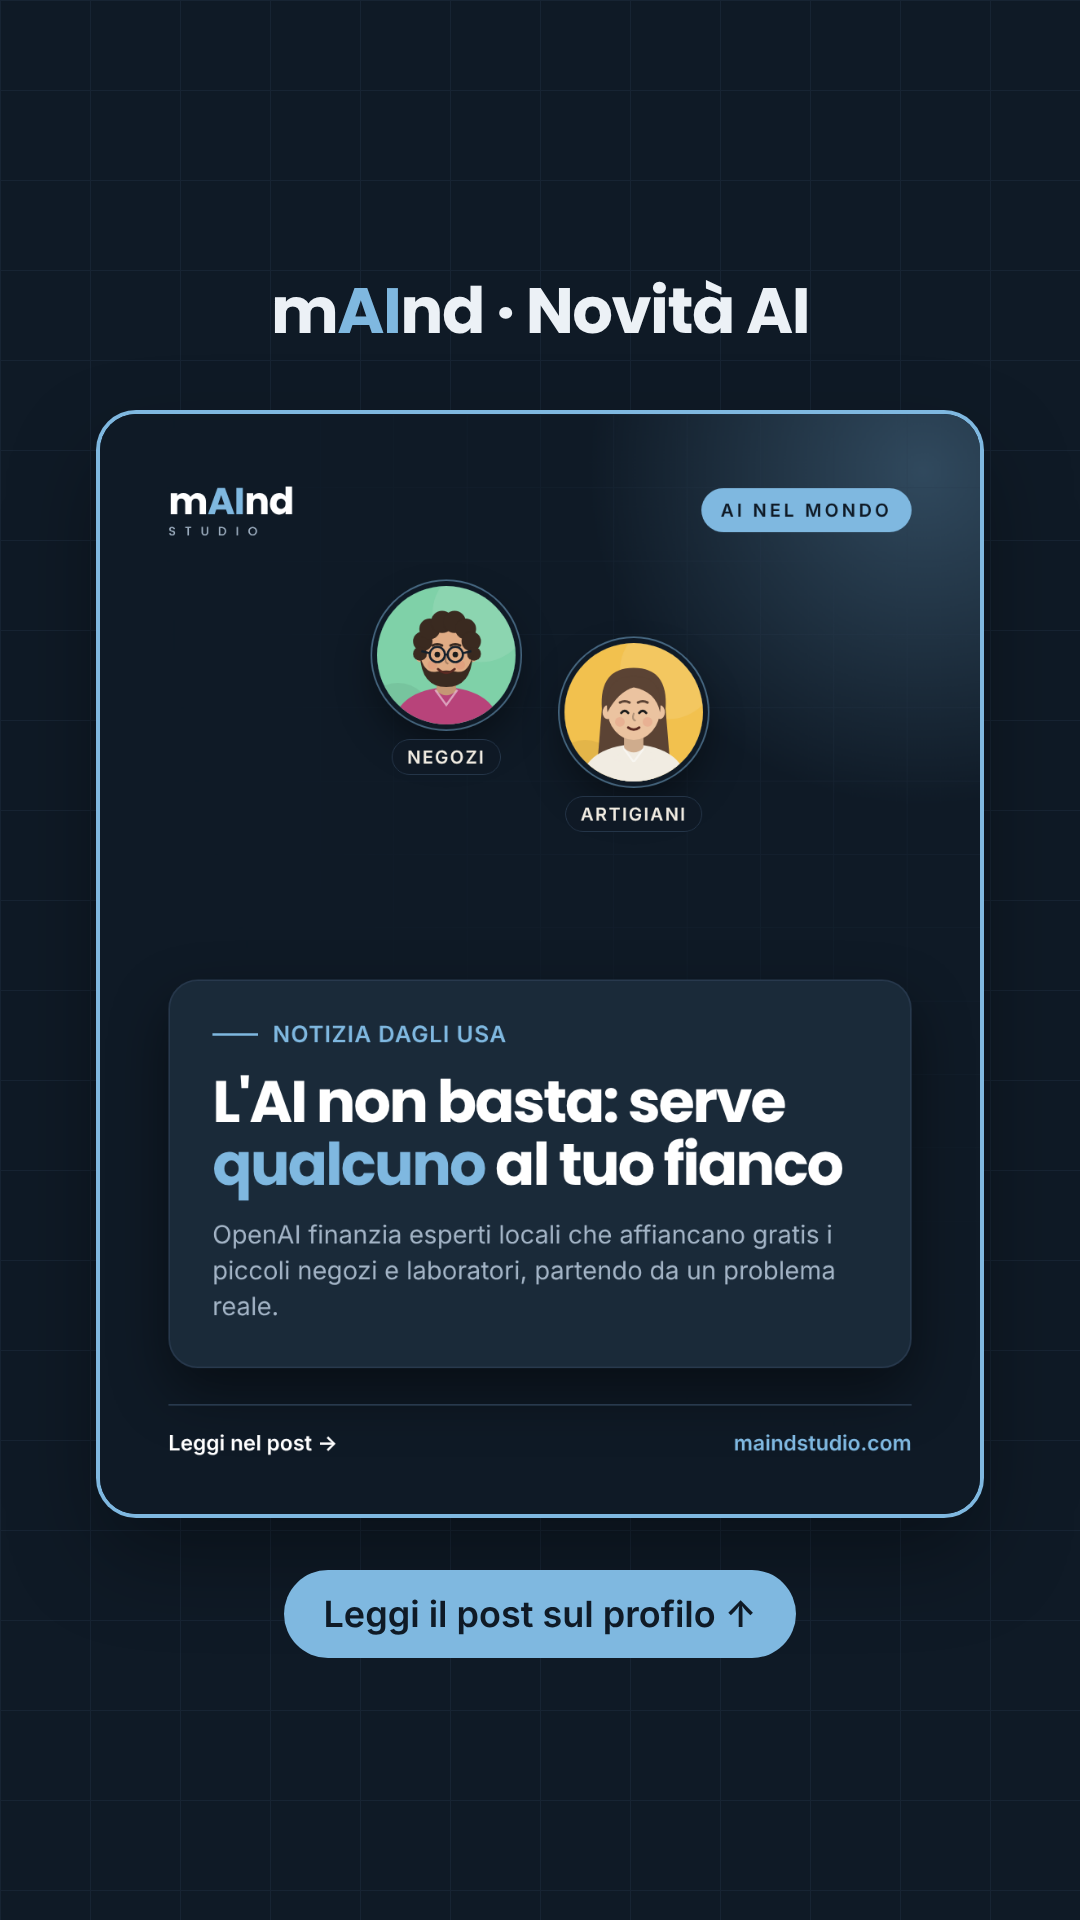 mAInd · Novità AI
mAInd
STUDIO
AI NEL MONDO
NEGOZI
ARTIGIANI
NOTIZIA DAGLI USA
L'AI non basta: serve
qualcuno al tuo fianco
OpenAI finanzia esperti locali che affiancano gratis i
piccoli negozi e laboratori, partendo da un problema
reale.
Leggi nel post →
maindstudio.com
Leggi il post sul profilo ↑